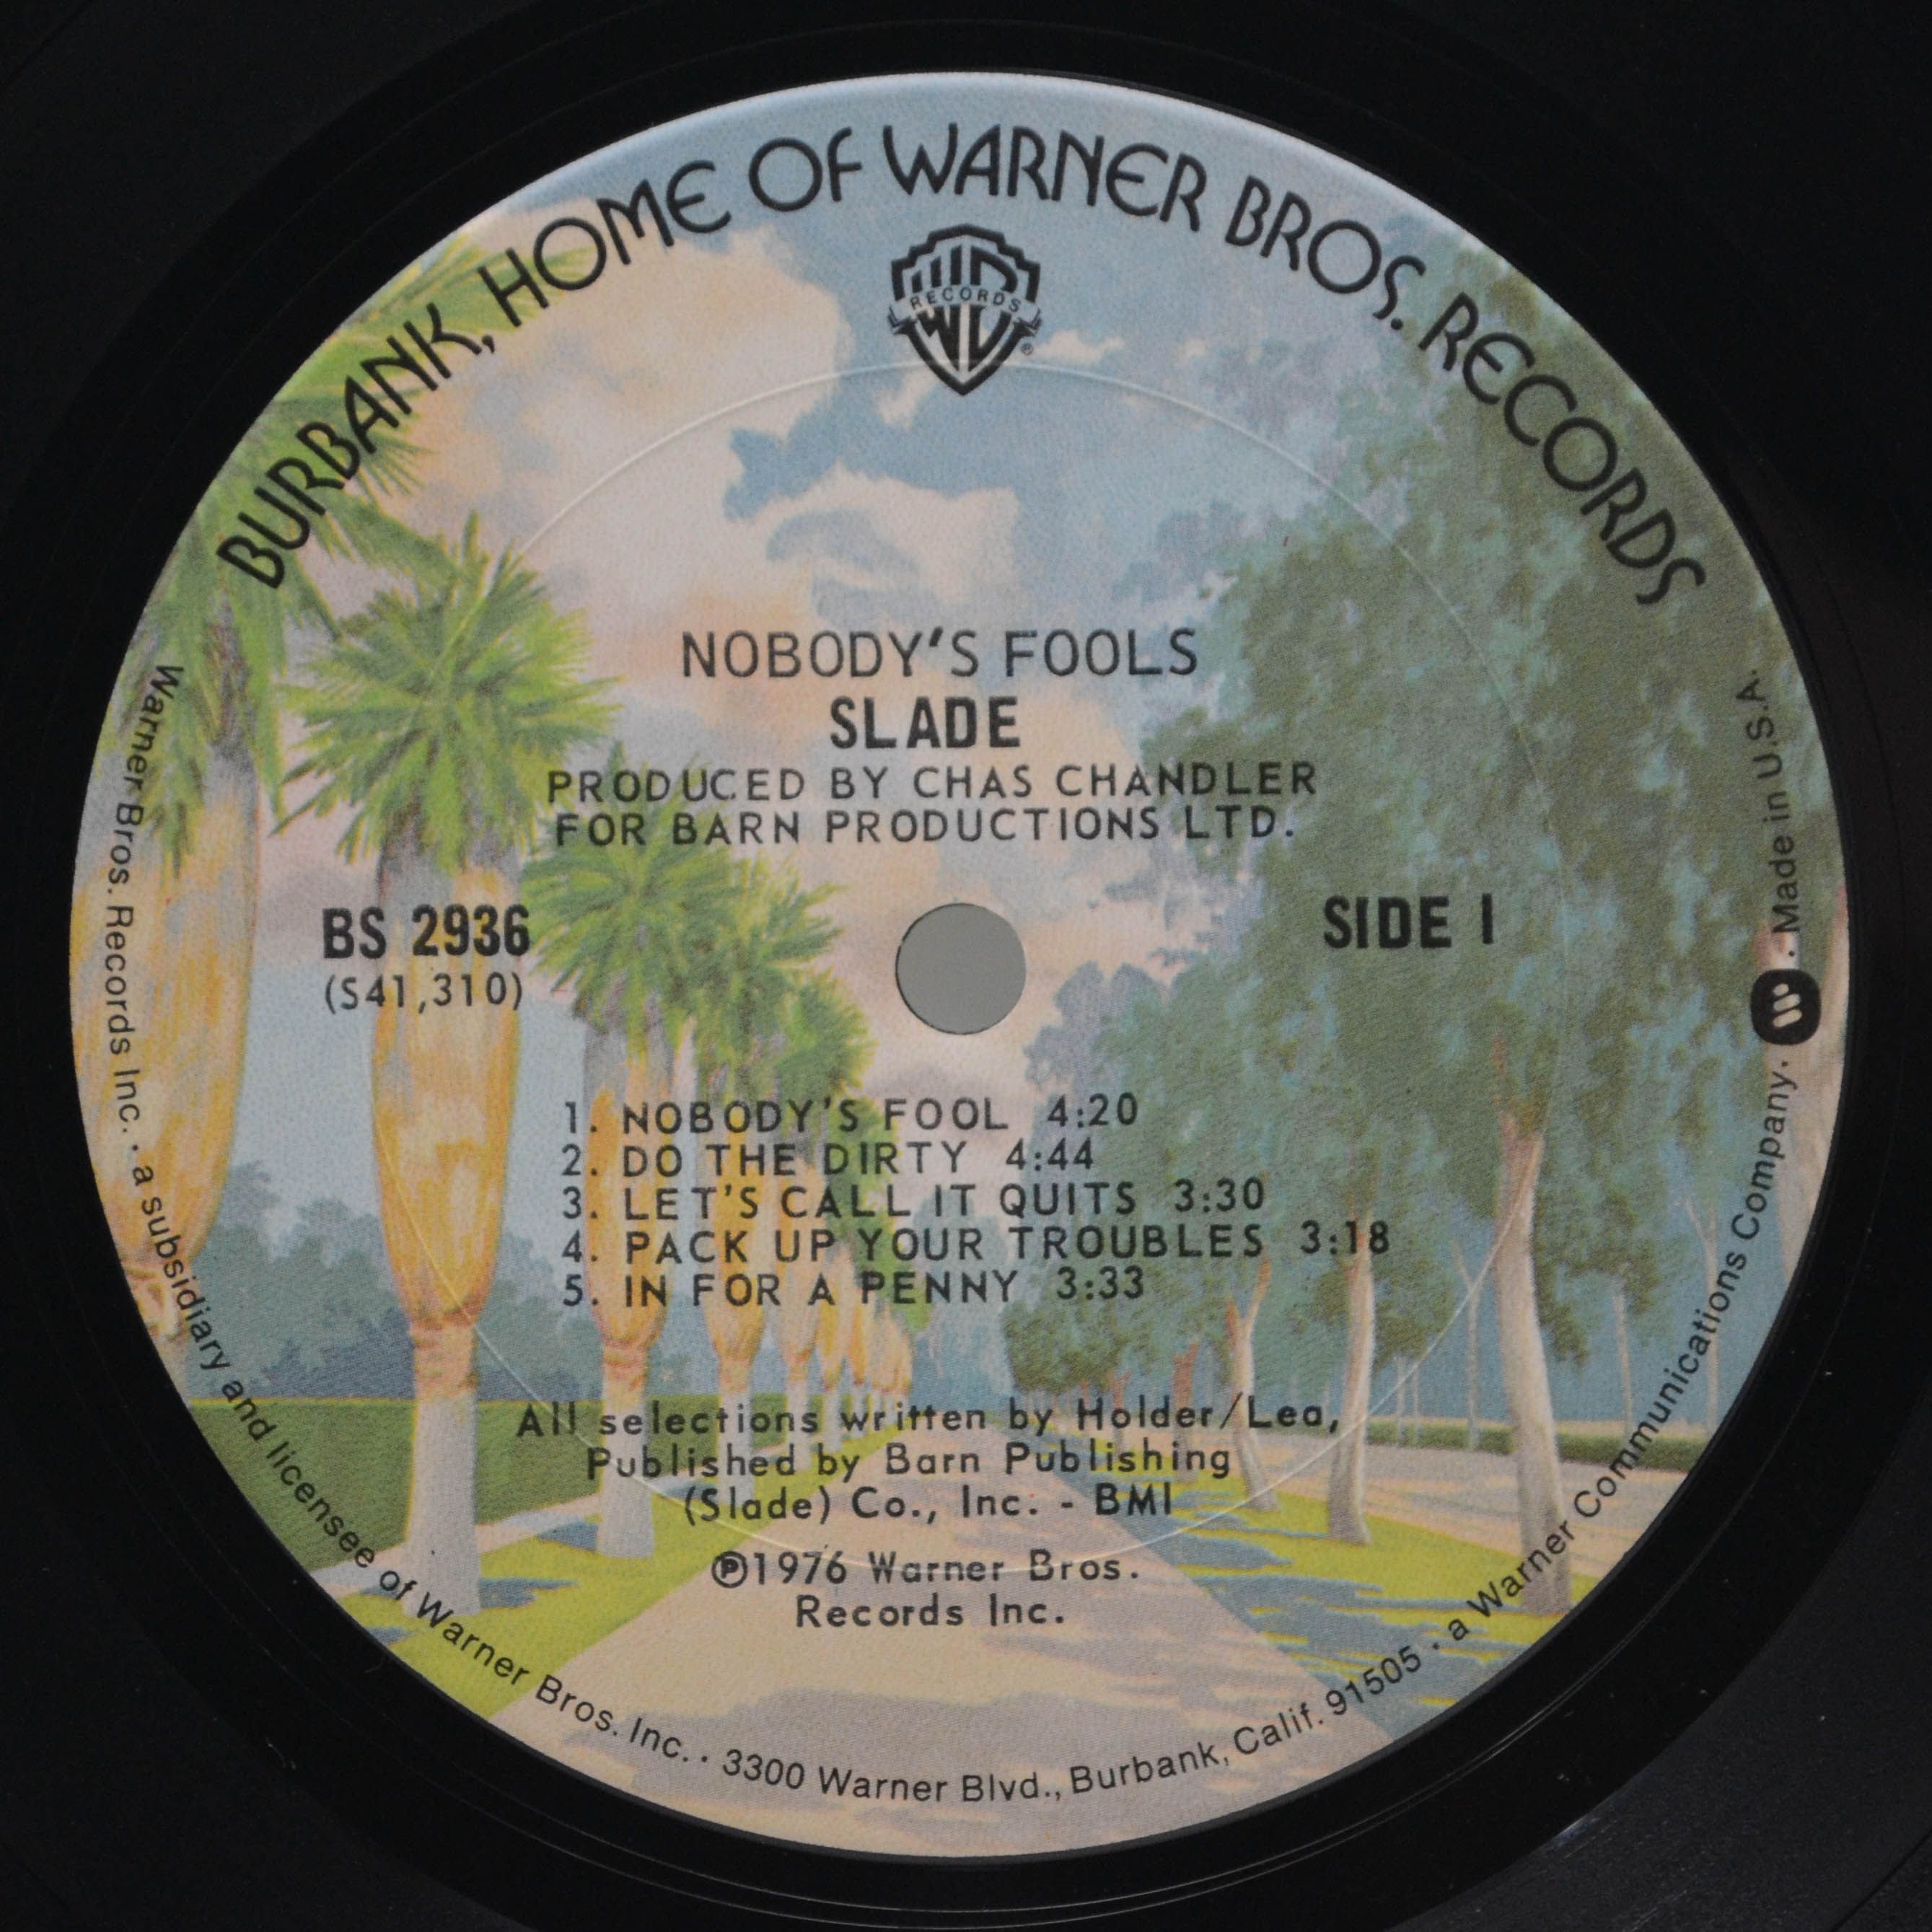 BURBANK, HOME OF WARNER BROS. RECORDS
RECORDS
®
NOBODY'S FOOLS
SLADE
PRODUCED BY CHAS CHANDLER
FOR BARN PRODUCTIONS LTD.
BS 2936
(S41,310)
SIDE 1
1. NOBODY'S FOOL 4:20
2. DO THE DIRTY 4:44
3. LET'S CALL IT QUITS 3:30
4. PACK UP YOUR TROUBLES 3:18
5. IN FOR A PENNY 3:33
All selections written by Holder/Lea,
Published by Barn Publishing
(Slade) Co., Inc. - BMI
℗1976 Warner Bros.
Records Inc.
Warner Bros. Records Inc. · a subsidiary and licensee of Warner Bros. Inc. · 3300 Warner Blvd., Burbank, Calif. 91505 · a Warner Communications Company. · Made in U.S.A.